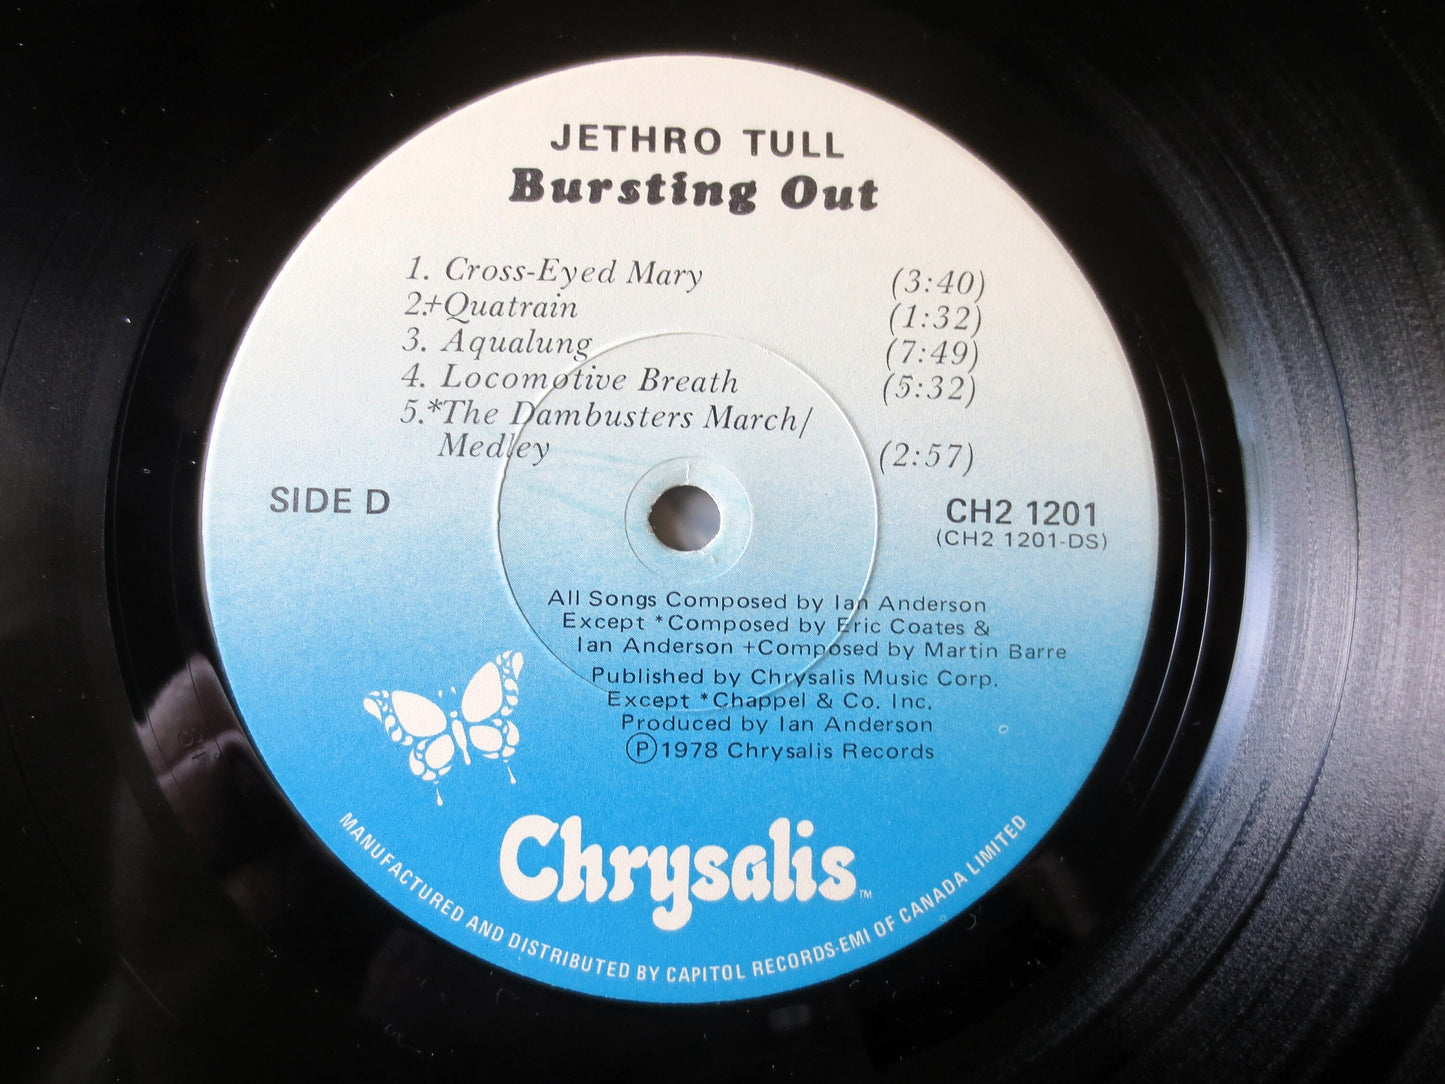 JETHRO TULL
Bursting Out
1. Cross-Eyed Mary (3:40)
2.+Quatrain (1:32)
3. Aqualung (7:49)
4. Locomotive Breath (5:32)
5.*The Dambusters March/
Medley (2:57)
SIDE D
CH2 1201
(CH2 1201-DS)
All Songs Composed by Ian Anderson
Except *Composed by Eric Coates &
Ian Anderson +Composed by Martin Barre
Published by Chrysalis Music Corp.
Except *Chappel & Co. Inc.
Produced by Ian Anderson
Ⓟ1978 Chrysalis Records
Chrysalis™
MANUFACTURED AND DISTRIBUTED BY CAPITOL RECORDS-EMI OF CANADA LIMITED